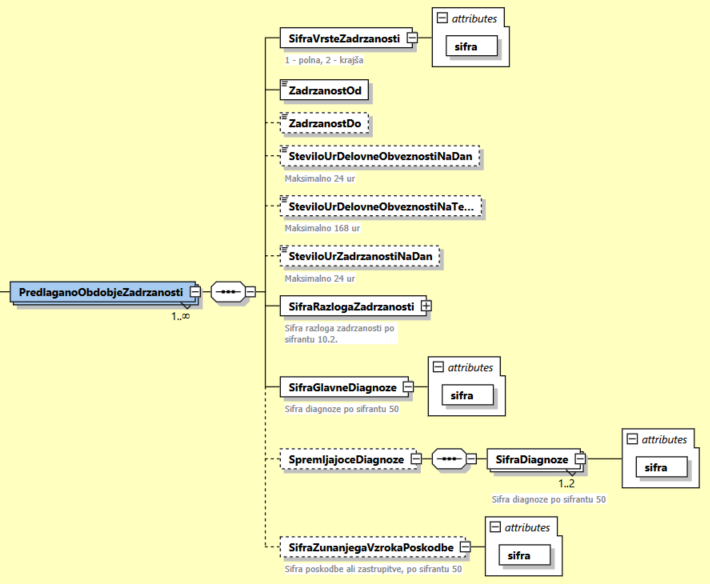 attributes
SifraVrsteZadrzanosti
sifra
1 - polna, 2 - krajša
ZadrzanostOd
ZadrzanostDo
SteviloUrDelovneObveznostiNaDan
Maksimalno 24 ur
SteviloUrDelovneObveznostiNaTe...
Maksimalno 168 ur
SteviloUrZadrzanostiNaDan
Maksimalno 24 ur
PredlaganoObdobjeZadrzanosti
1..∞
SifraRazlogaZadrzanosti
Sifra razloga zadržanosti po
sifrantu 10.2.
attributes
SifraGlavneDiagnoze
sifra
Sifra diagnoze po sifrantu 50
attributes
SpremljajoceDiagnoze
SifraDiagnoze
sifra
1..2
Sifra diagnoze po sifrantu 50
attributes
SifraZunanjegaVzrokaPoskodbe
sifra
Sifra poskodbe ali zastrupitve, po sifrantu 50